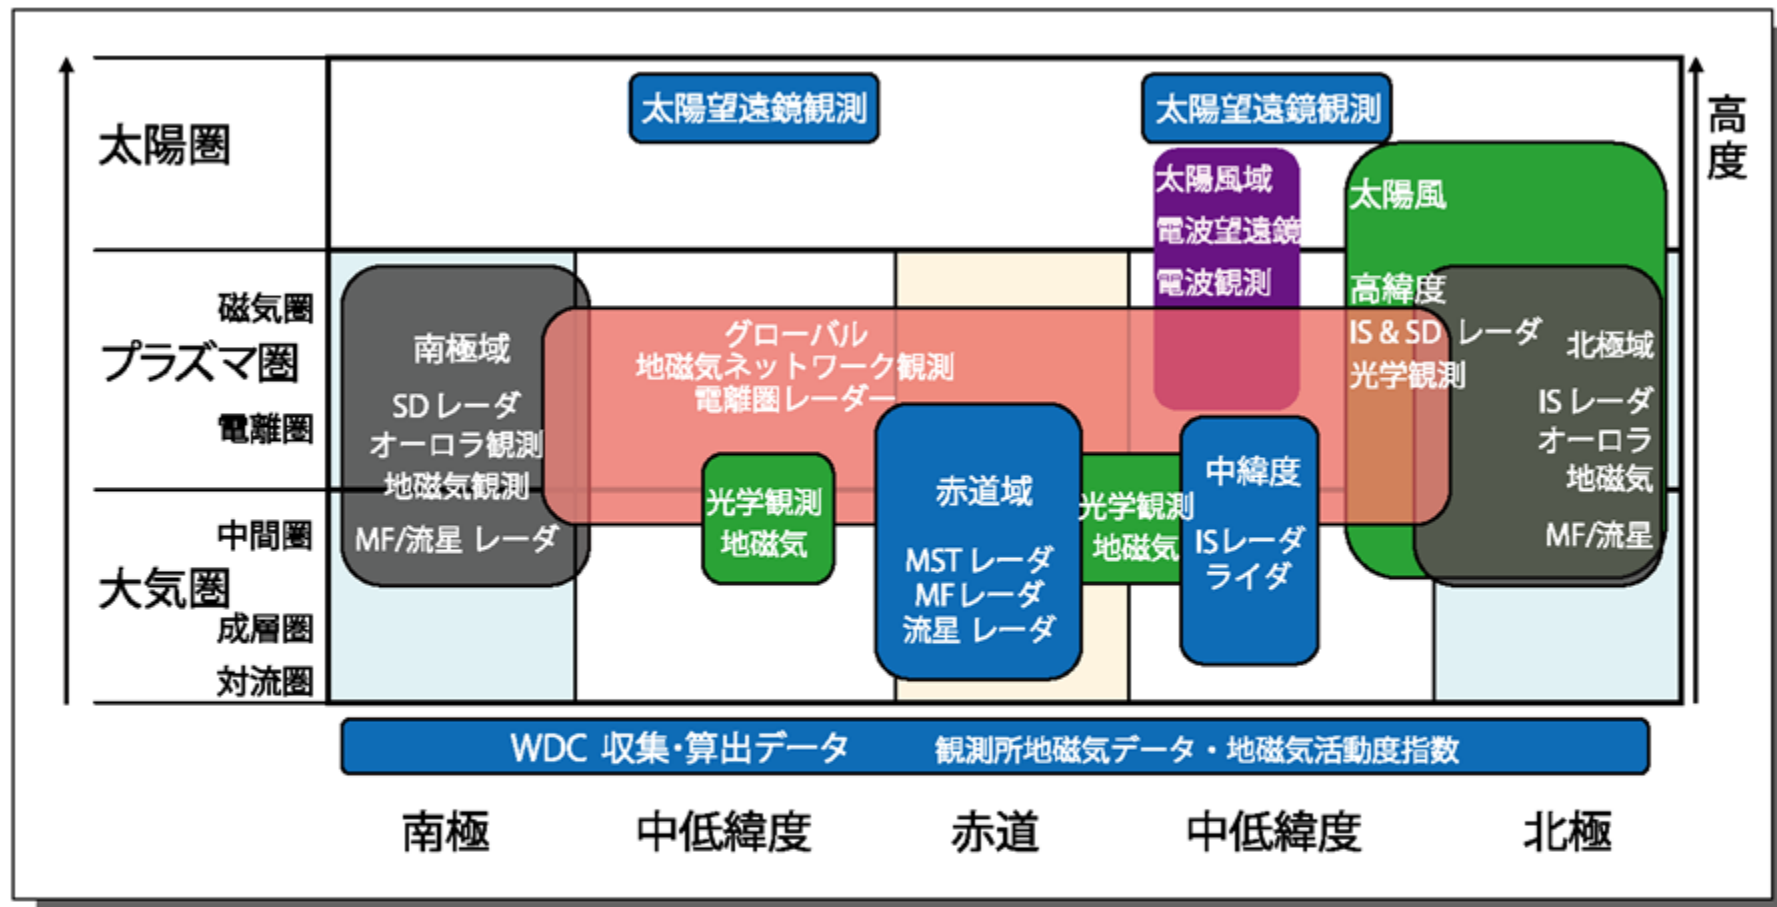 太陽圏
磁気圏
プラズマ圏
電離圏
中間圏
大気圏
成層圏
対流圏
高度
太陽望遠鏡観測
太陽望遠鏡観測
太陽風域
電波望遠鏡
電波観測
太陽風
高緯度
IS & SD レーダ
光学観測
南極域
SD レーダ
オーロラ観測
地磁気観測
MF/流星 レーダ
グローバル
地磁気ネットワーク観測
電離圏レーダー
光学観測
地磁気
赤道域
MST レーダ
MFレーダ
流星 レーダ
光学観測
地磁気
中緯度
ISレーダ
ライダ
北極域
IS レーダ
オーロラ
地磁気
MF/流星
WDC 収集・算出データ 観測所地磁気データ・地磁気活動度指数
南極 中低緯度 赤道 中低緯度 北極